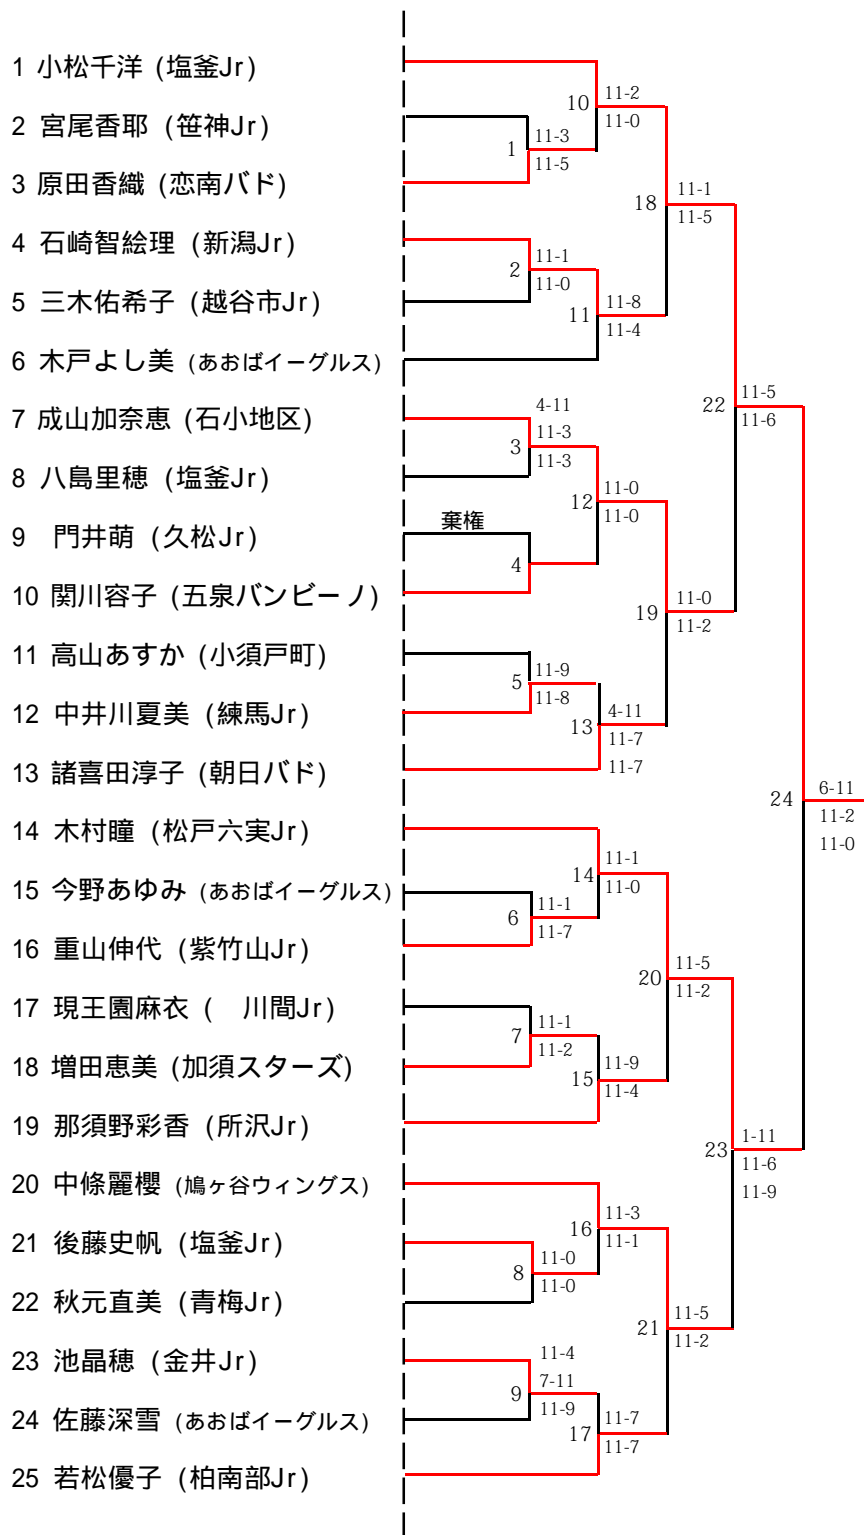 1 小松千洋 (塩釜Jr)
10
11-2
11-0
2 宮尾香耶 (笹神Jr)
1
11-3
11-5
3 原田香織 (恋南バド)
18
11-1
11-5
4 石崎智絵理 (新潟Jr)
2
11-1
11-0
5 三木佑希子 (越谷市Jr)
11
11-8
11-4
6 木戸よし美 (あおばイーグルス)
22
11-5
11-6
7 成山加奈恵 (石小地区)
3
4-11
11-3
11-3
8 八島里穂 (塩釜Jr)
12
11-0
11-0
9 門井萌 (久松Jr)
棄権
4
10 関川容子 (五泉バンビーノ)
19
11-0
11-2
11 高山あすか (小須戸町)
5
11-9
11-8
12 中井川夏美 (練馬Jr)
13
4-11
11-7
11-7
13 諸喜田淳子 (朝日バド)
24
6-11
11-2
11-0
14 木村瞳 (松戸六実Jr)
14
11-1
11-0
15 今野あゆみ (あおばイーグルス)
6
11-1
11-7
16 重山伸代 (紫竹山Jr)
20
11-5
11-2
17 現王園麻衣 ( 川間Jr)
7
11-1
11-2
18 増田恵美 (加須スターズ)
15
11-9
11-4
19 那須野彩香 (所沢Jr)
23
1-11
11-6
11-9
20 中條麗櫻 (鳩ヶ谷ウィングス)
16
11-3
11-1
21 後藤史帆 (塩釜Jr)
8
11-0
11-0
22 秋元直美 (青梅Jr)
21
11-5
11-2
23 池晶穂 (金井Jr)
9
11-4
7-11
11-9
24 佐藤深雪 (あおばイーグルス)
17
11-7
11-7
25 若松優子 (柏南部Jr)